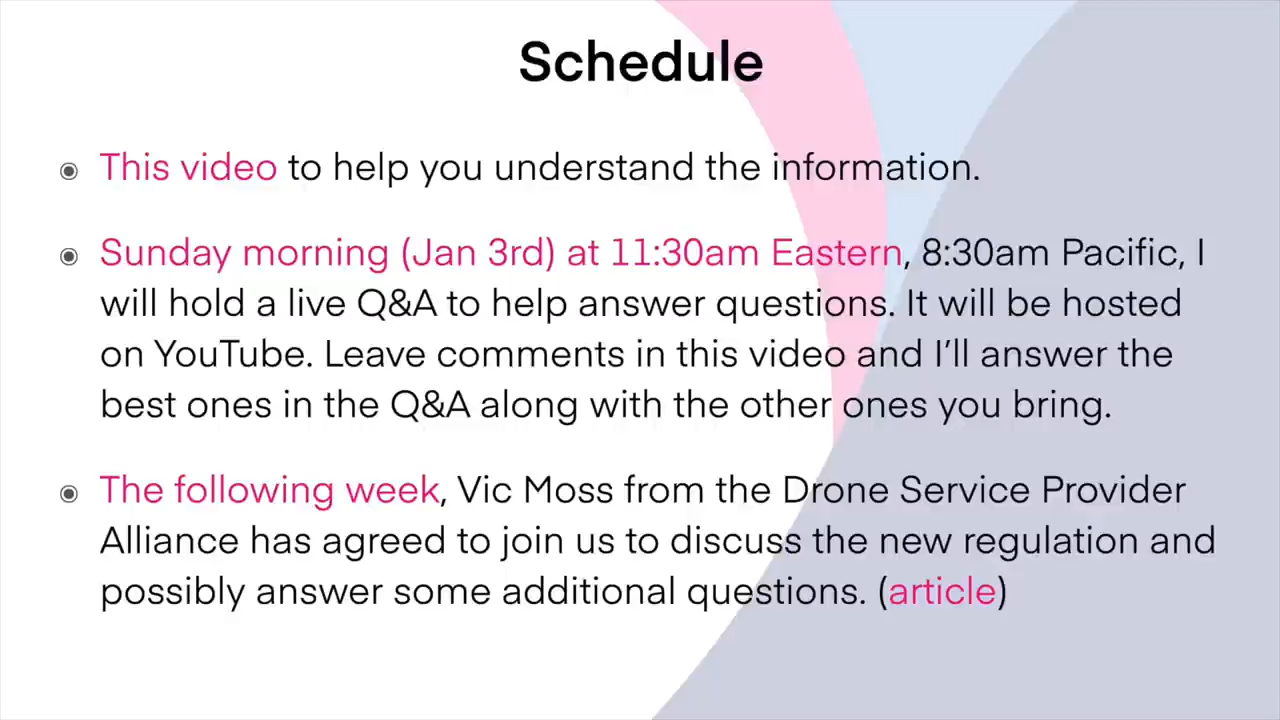 Schedule
This video to help you understand the information.
Sunday morning (Jan 3rd) at 11:30am Eastern, 8:30am Pacific, I
will hold a live Q&A to help answer questions. It will be hosted
on YouTube. Leave comments in this video and I’ll answer the
best ones in the Q&A along with the other ones you bring.
The following week, Vic Moss from the Drone Service Provider
Alliance has agreed to join us to discuss the new regulation and
possibly answer some additional questions. (article)